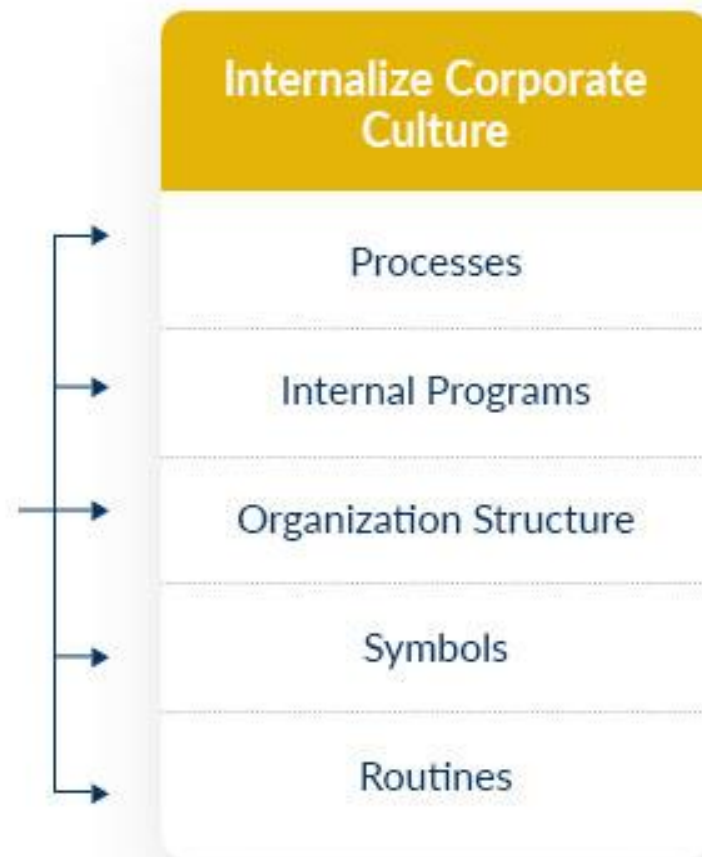 Internalize Corporate
Culture
Processes
Internal Programs
Organization Structure
Symbols
Routines